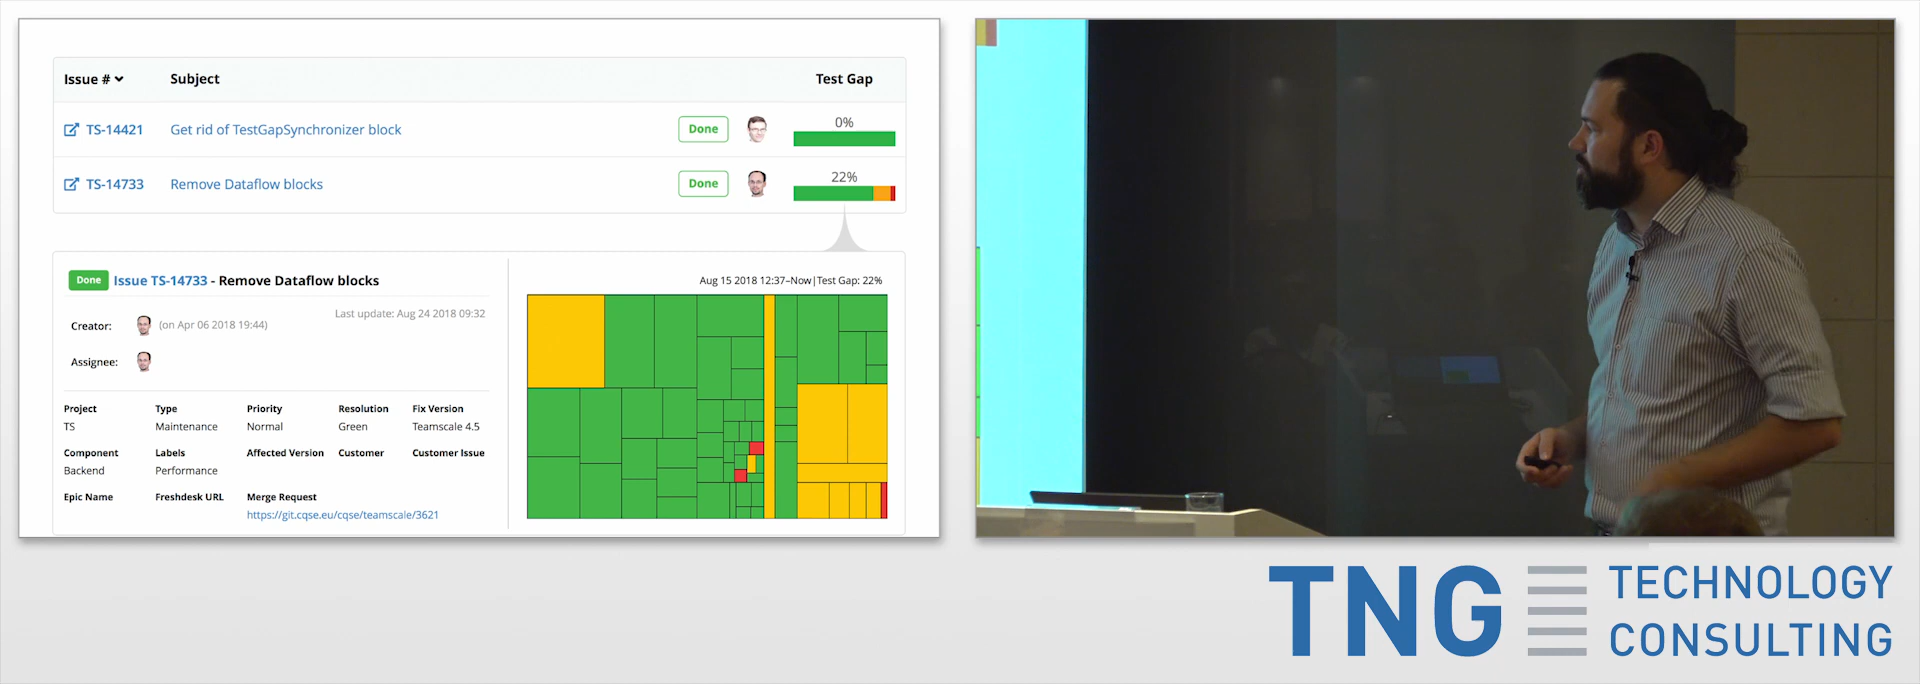 Issue # Subject Test Gap
TS-14421 Get rid of TestGapSynchronizer block Done 0%
TS-14733 Remove Dataflow blocks Done 22%
Done Issue TS-14733 - Remove Dataflow blocks
Aug 15 2018 12:37–Now|Test Gap: 22%
Last update: Aug 24 2018 09:32
Creator: (on Apr 06 2018 19:44)
Assignee:
Project Type Priority Resolution Fix Version
TS Maintenance Normal Green Teamscale 4.5
Component Labels Affected Version Customer Customer Issue
Backend Performance
Epic Name Freshdesk URL Merge Request
https://git.cqse.eu/cqse/teamscale/3621
TNG TECHNOLOGY
CONSULTING